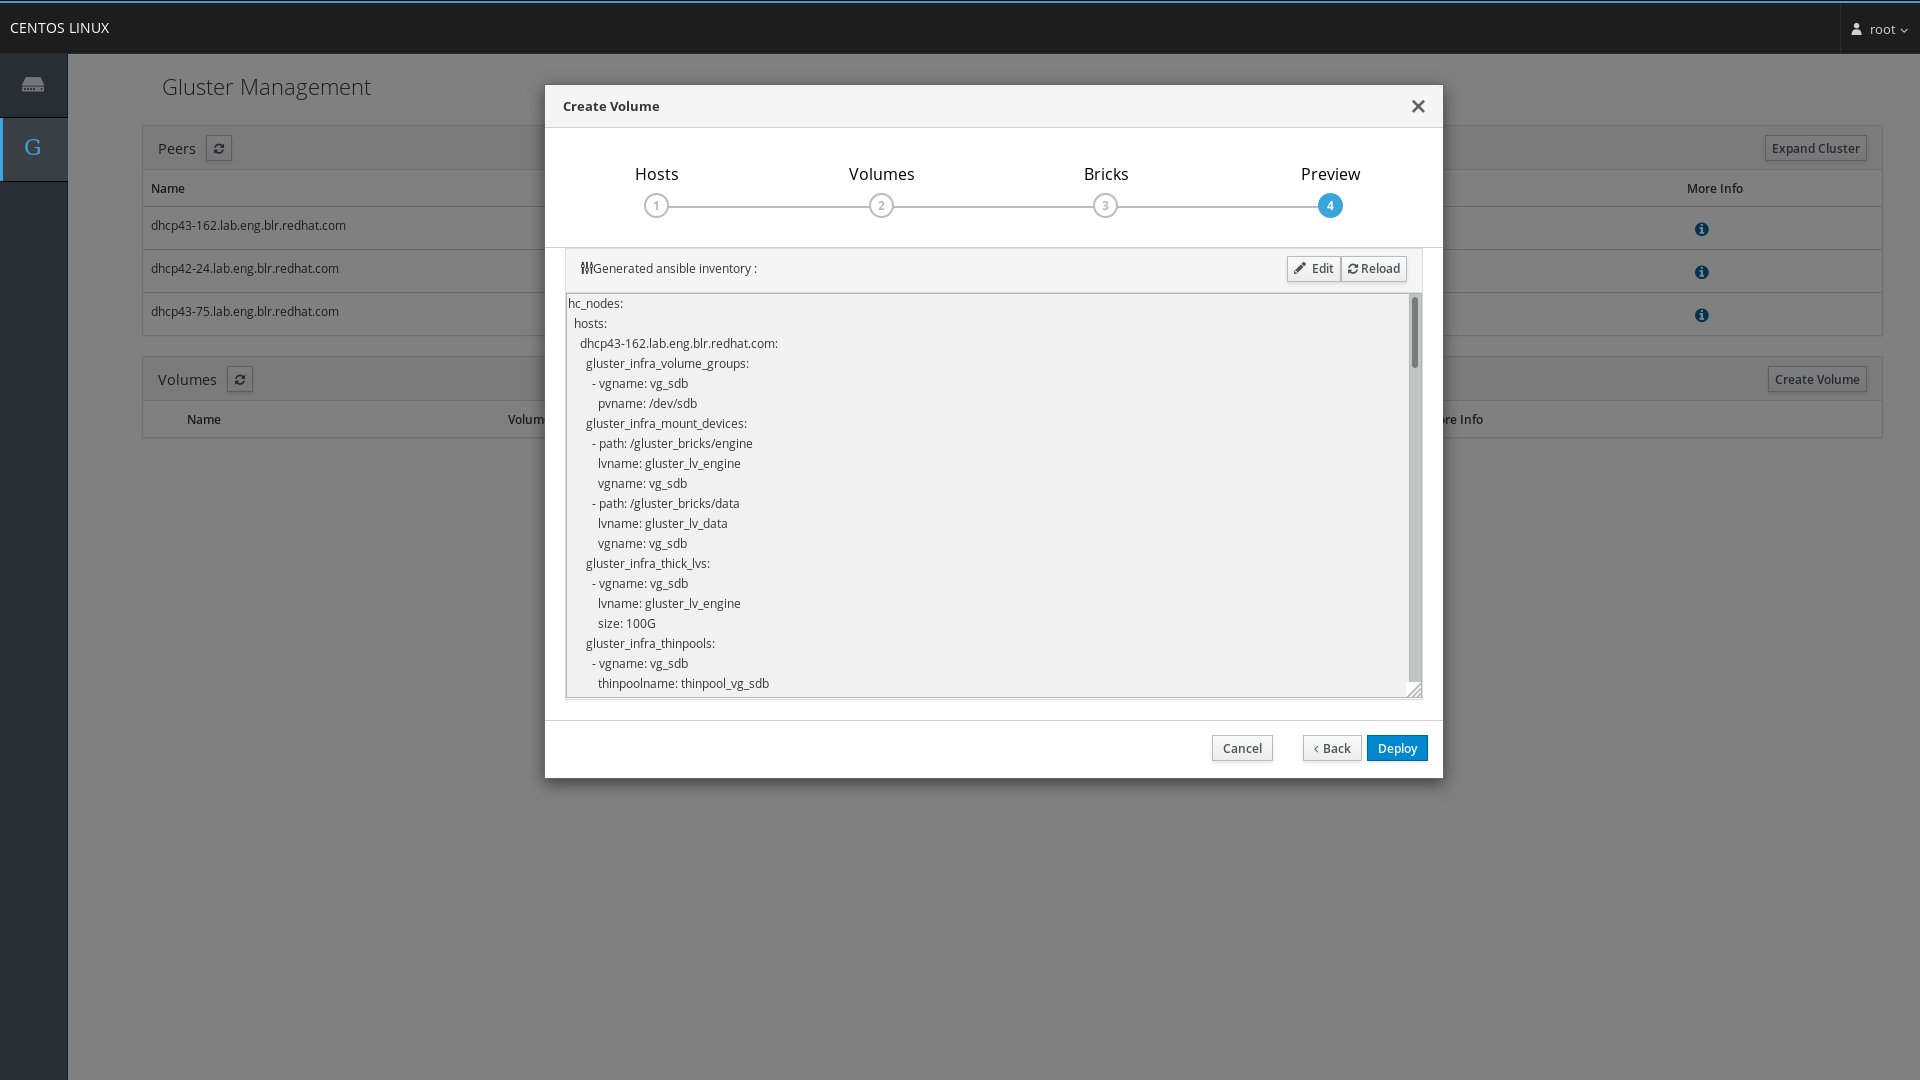 CENTOS LINUX
root
Gluster Management
Peers
Expand Cluster
Name
More Info
dhcp43-162.lab.eng.blr.redhat.com
dhcp42-24.lab.eng.blr.redhat.com
dhcp43-75.lab.eng.blr.redhat.com
Volumes
Create Volume
Name
Volum
re Info
G
Create Volume
Hosts
Volumes
Bricks
Preview
1
2
3
4
Generated ansible inventory :
Edit
Reload
hc_nodes:
hosts:
dhcp43-162.lab.eng.blr.redhat.com:
gluster_infra_volume_groups:
- vgname: vg_sdb
pvname: /dev/sdb
gluster_infra_mount_devices:
- path: /gluster_bricks/engine
lvname: gluster_lv_engine
vgname: vg_sdb
- path: /gluster_bricks/data
lvname: gluster_lv_data
vgname: vg_sdb
gluster_infra_thick_lvs:
- vgname: vg_sdb
lvname: gluster_lv_engine
size: 100G
gluster_infra_thinpools:
- vgname: vg_sdb
thinpoolname: thinpool_vg_sdb
Cancel
‹ Back
Deploy